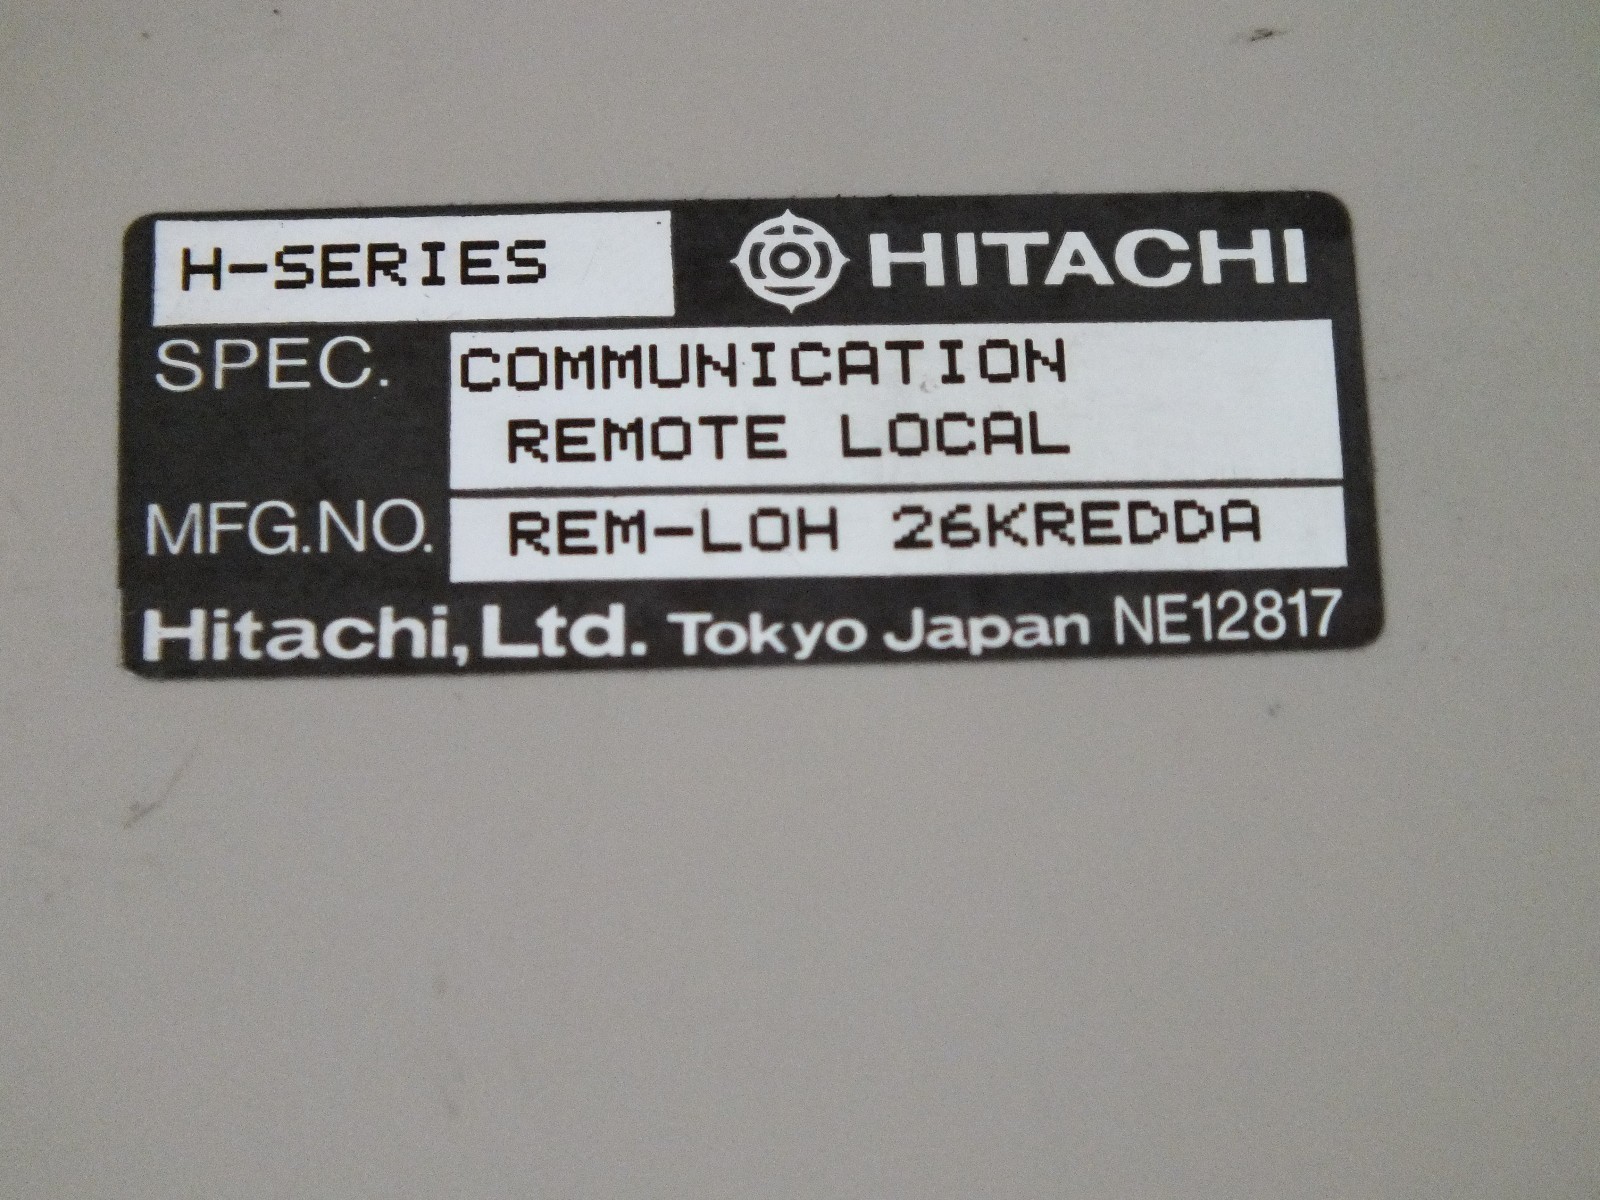 H-SERIES HITACHI
SPEC. COMMUNICATION
REMOTE LOCAL
MFG.NO. REM-LOH 26KREDDA
Hitachi, Ltd. Tokyo Japan NE12817